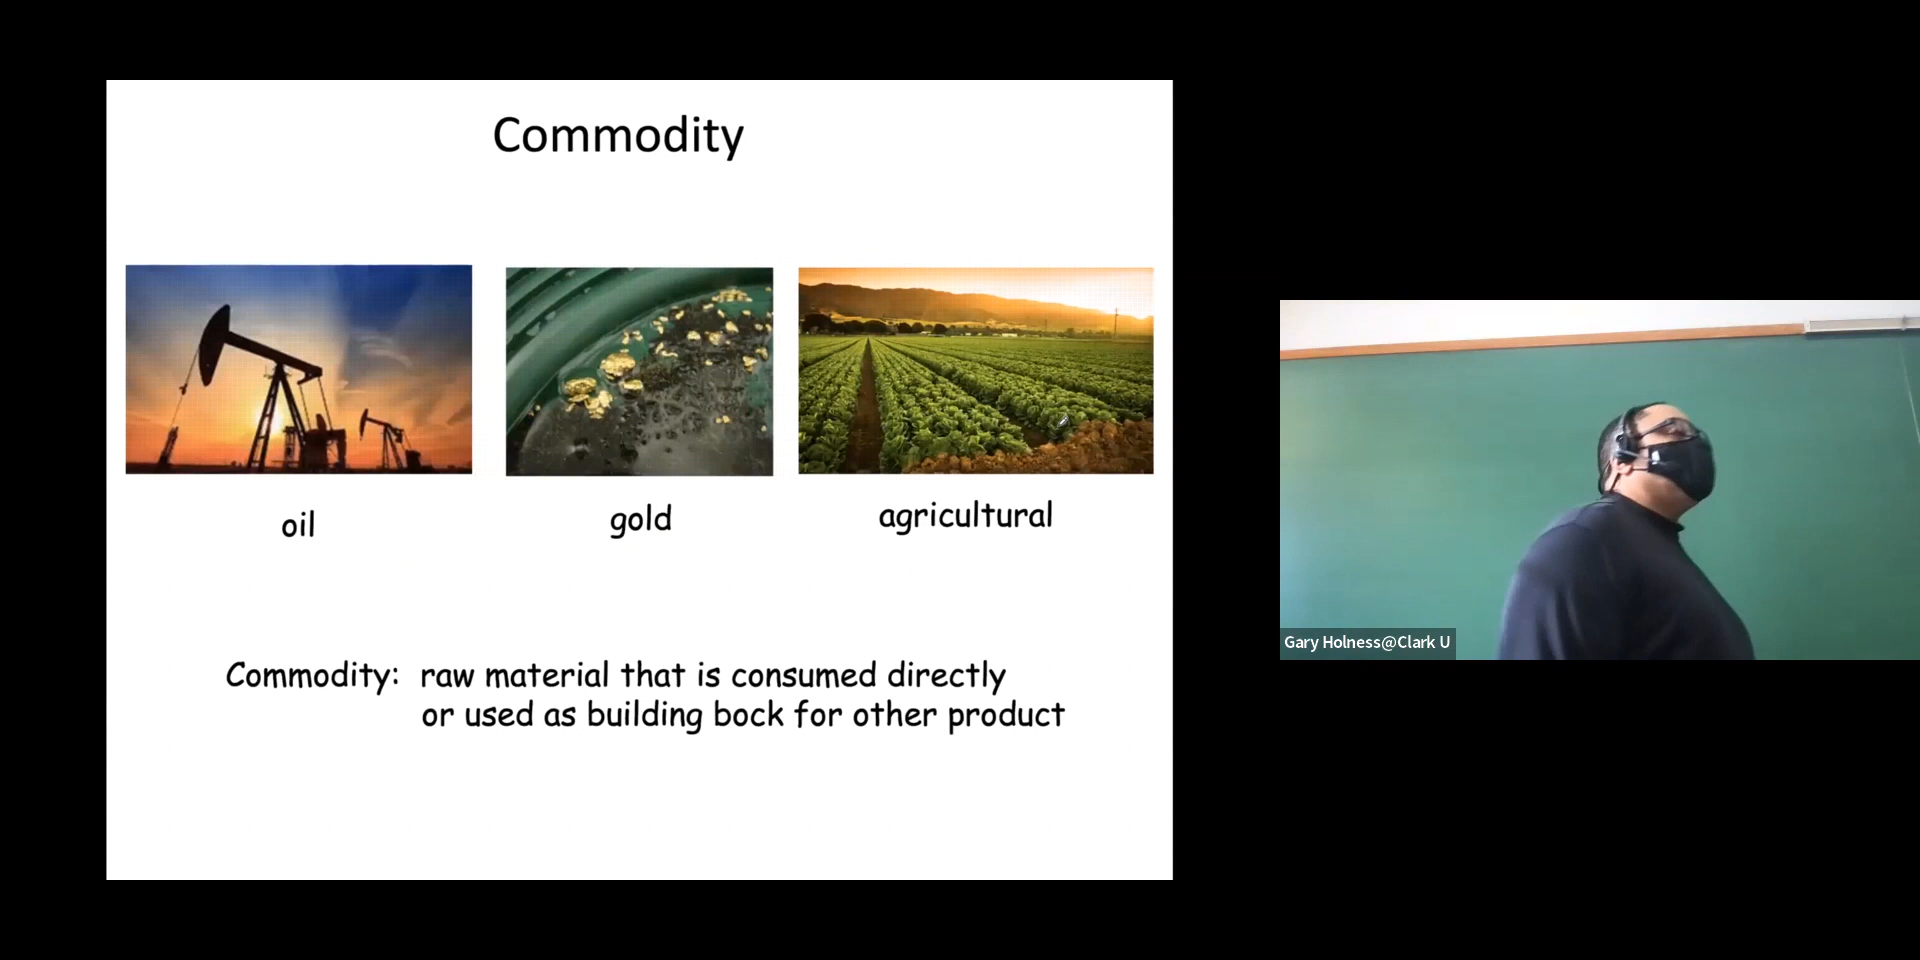 Commodity
oil
gold
agricultural
Commodity: raw material that is consumed directly
or used as building bock for other product
Gary Holness@Clark U